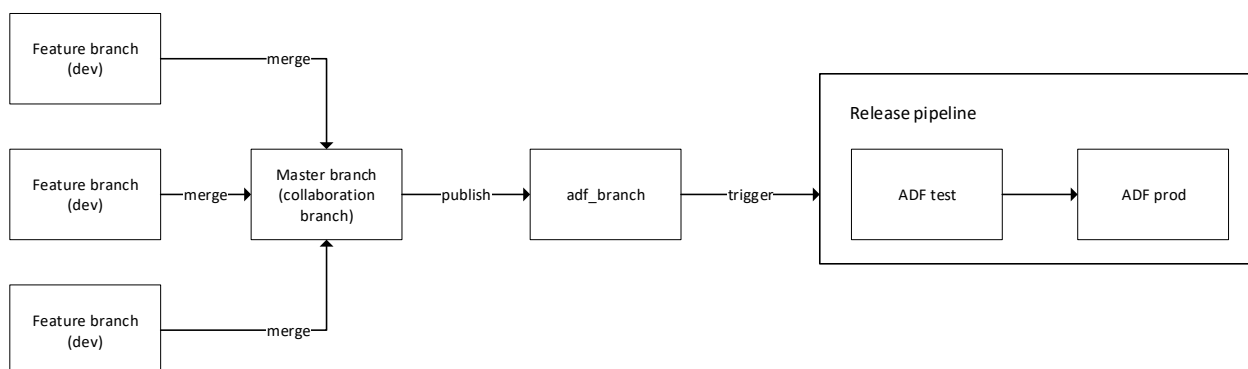 Feature branch
(dev)
merge
Feature branch
(dev)
merge
Feature branch
(dev)
merge
Master branch
(collaboration
branch)
publish
adf_branch
trigger
Release pipeline
ADF test
ADF prod